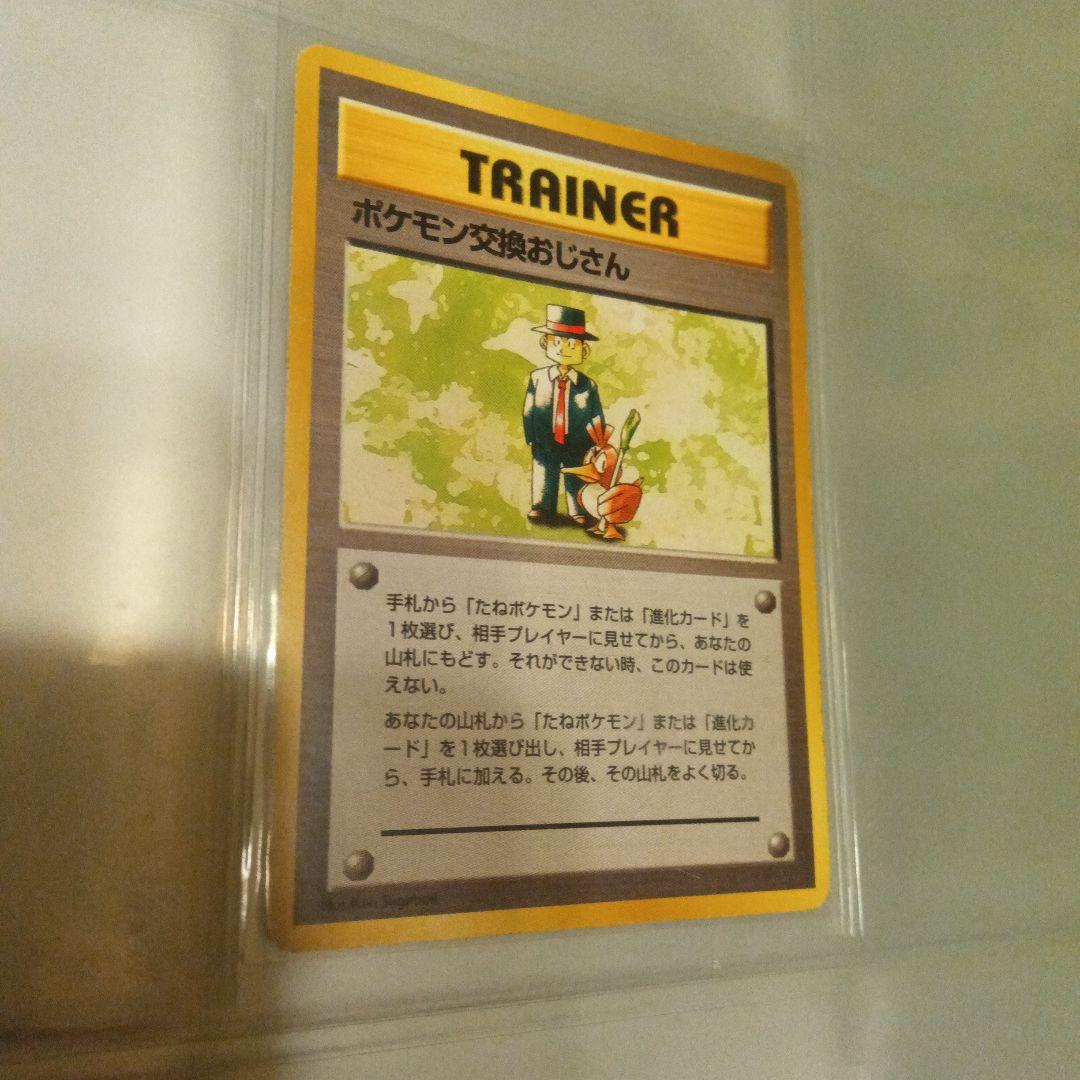 TRAINER
ポケモン交換おじさん
手札から「たねポケモン」または「進化カード」を
1枚選び、相手プレイヤーに見せてから、あなたの
山札にもどす。それができない時、このカードは使
えない。
あなたの山札から「たねポケモン」または「進化カ
ード」を1枚選び出し、相手プレイヤーに見せてか
ら、手札に加える。その後、その山札をよく切る。
Ken Sugimori